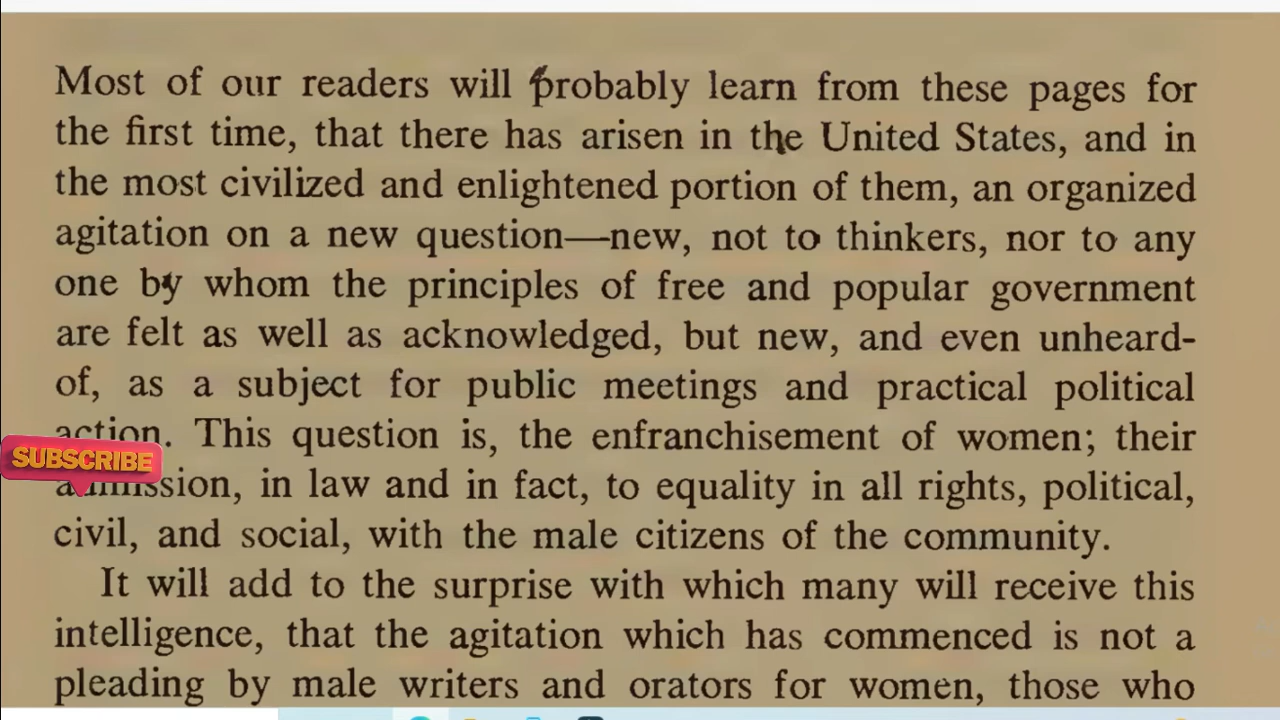 Most of our readers will probably learn from these pages for
the first time, that there has arisen in the United States, and in
the most civilized and enlightened portion of them, an organized
agitation on a new question—new, not to thinkers, nor to any
one by whom the principles of free and popular government
are felt as well as acknowledged, but new, and even unheard-
of, as a subject for public meetings and practical political
action. This question is, the enfranchisement of women; their
SUBSCRIBE
admission, in law and in fact, to equality in all rights, political,
civil, and social, with the male citizens of the community.
It will add to the surprise with which many will receive this
intelligence, that the agitation which has commenced is not a
pleading by male writers and orators for women, those who